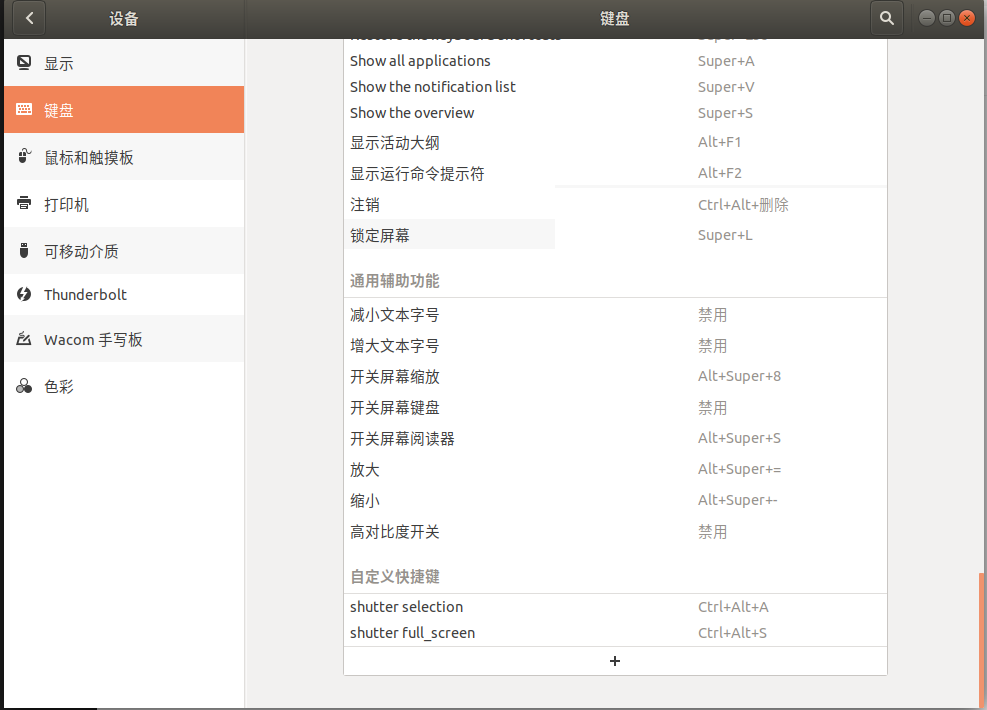 设备
键盘
显示
键盘
鼠标和触摸板
打印机
可移动介质
Thunderbolt
Wacom 手写板
色彩
Show all applications Super+A
Show the notification list Super+V
Show the overview Super+S
显示活动大纲 Alt+F1
显示运行命令提示符 Alt+F2
注销 Ctrl+Alt+删除
锁定屏幕 Super+L
通用辅助功能
减小文本字号 禁用
增大文本字号 禁用
开关屏幕缩放 Alt+Super+8
开关屏幕键盘 禁用
开关屏幕阅读器 Alt+Super+S
放大 Alt+Super+=
缩小 Alt+Super+-
高对比度开关 禁用
自定义快捷键
shutter selection Ctrl+Alt+A
shutter full_screen Ctrl+Alt+S
+